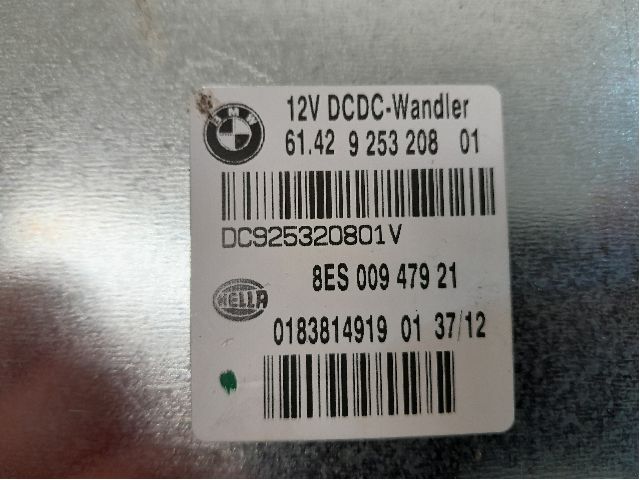 BMW
12V DCDC-Wandler
61.42 9 253 208 01
DC925320801V
8ES 009 479 21
HELLA
0183814919 01 37/12